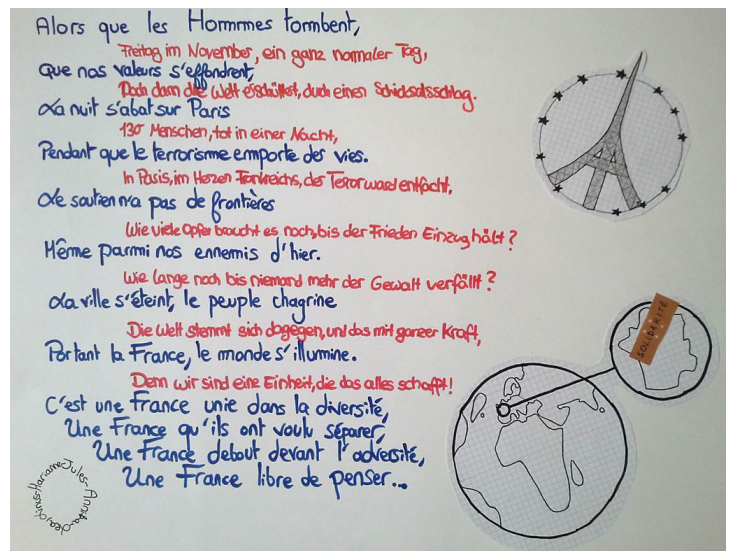 Alors que les Hommmes tombent,
Freitag im November, ein ganz normaler Tag,
Que nos valeurs s'effondrent,
Doch dann die Welt erschüttert, durch einen Schicksalsschlag.
La nuit s'abat sur Paris
130 Menschen, tot in einer Nacht,
Pendant que le terrorisme emporte des vies.
In Paris, im Herzen Frankreichs, der Terror ward entfacht,
Le soutien n'a pas de frontières
Wie viele Opfer braucht es noch, bis der Frieden Einzug hält?
Même parmi nos ennemis d'hier.
Wie lange noch bis niemand mehr der Gewalt verfällt?
La ville s'éteint, le peuple chagrine
Die Welt stemmt sich dagegen, und das mit ganzer Kraft,
Portant la France, le monde s'illumine.
Denn wir sind eine Einheit, die das alles schafft!
C'est une France unie dans la diversité,
Une France qu'ils ont voulu séparer,
Une France debout devant l'adversité,
Une France libre de penser...
SOLIDARITÉ
Marianne-Jules-Anna-Lea-Linus